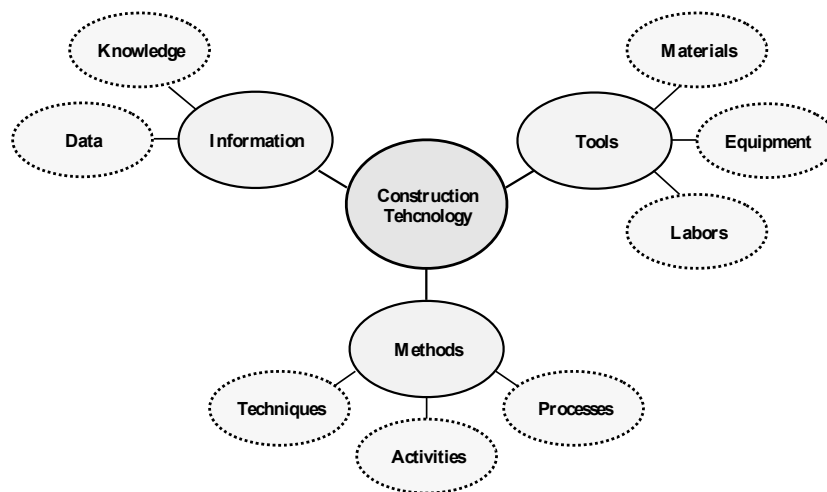 Knowledge
Materials
Data
Information
Tools
Equipment
Construction
Tehcnology
Labors
Methods
Techniques
Processes
Activities